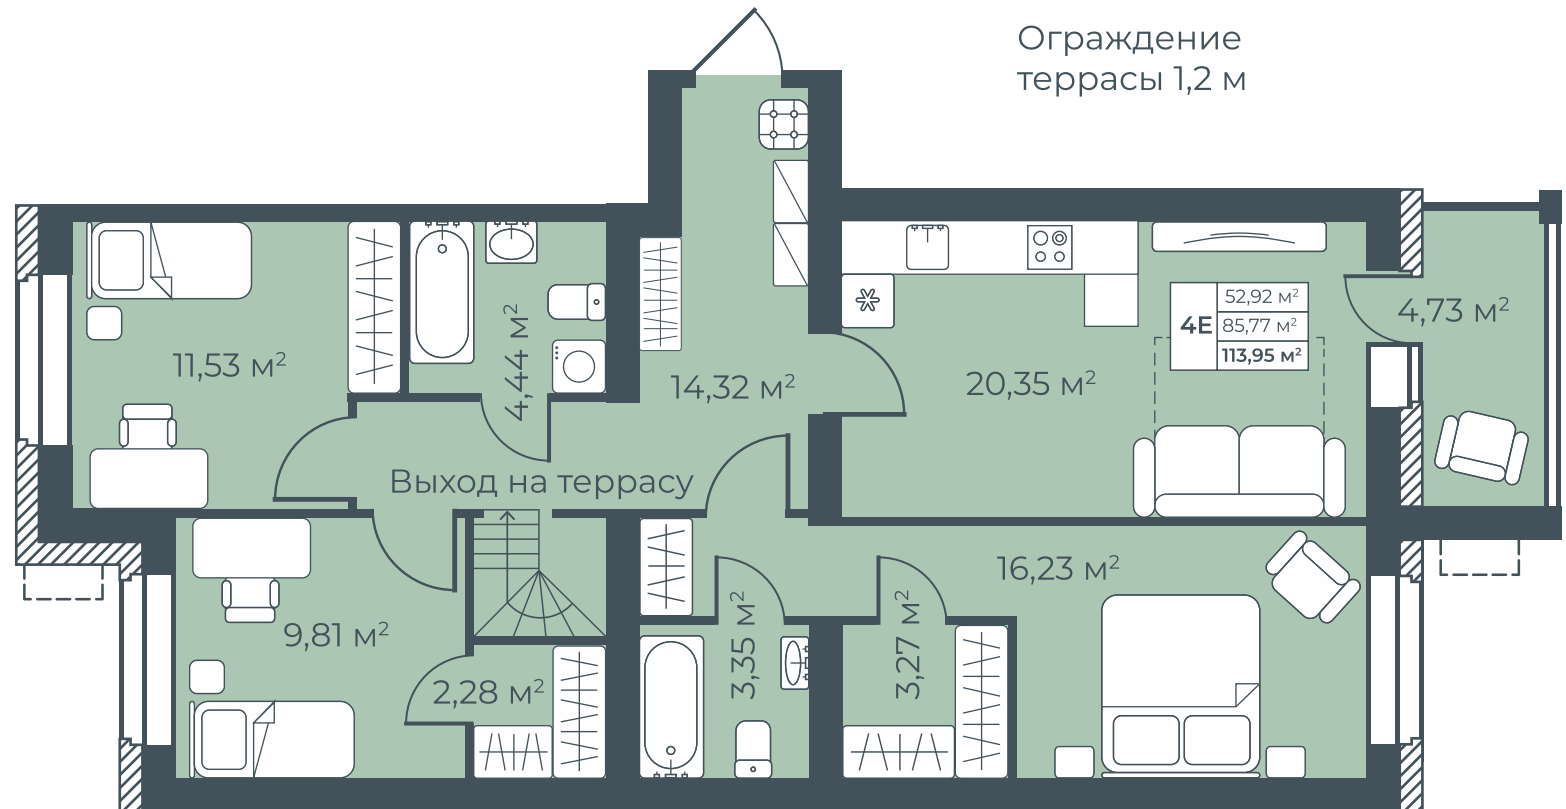 Ограждение
террасы 1,2 м
4Е
52,92 м²
85,77 м²
113,95 м²
4,73 м²
11,53 м²
4,44 м²
14,32 м²
20,35 м²
Выход на террасу
16,23 м²
9,81 м²
2,28 м²
3,35 м²
3,27 м²